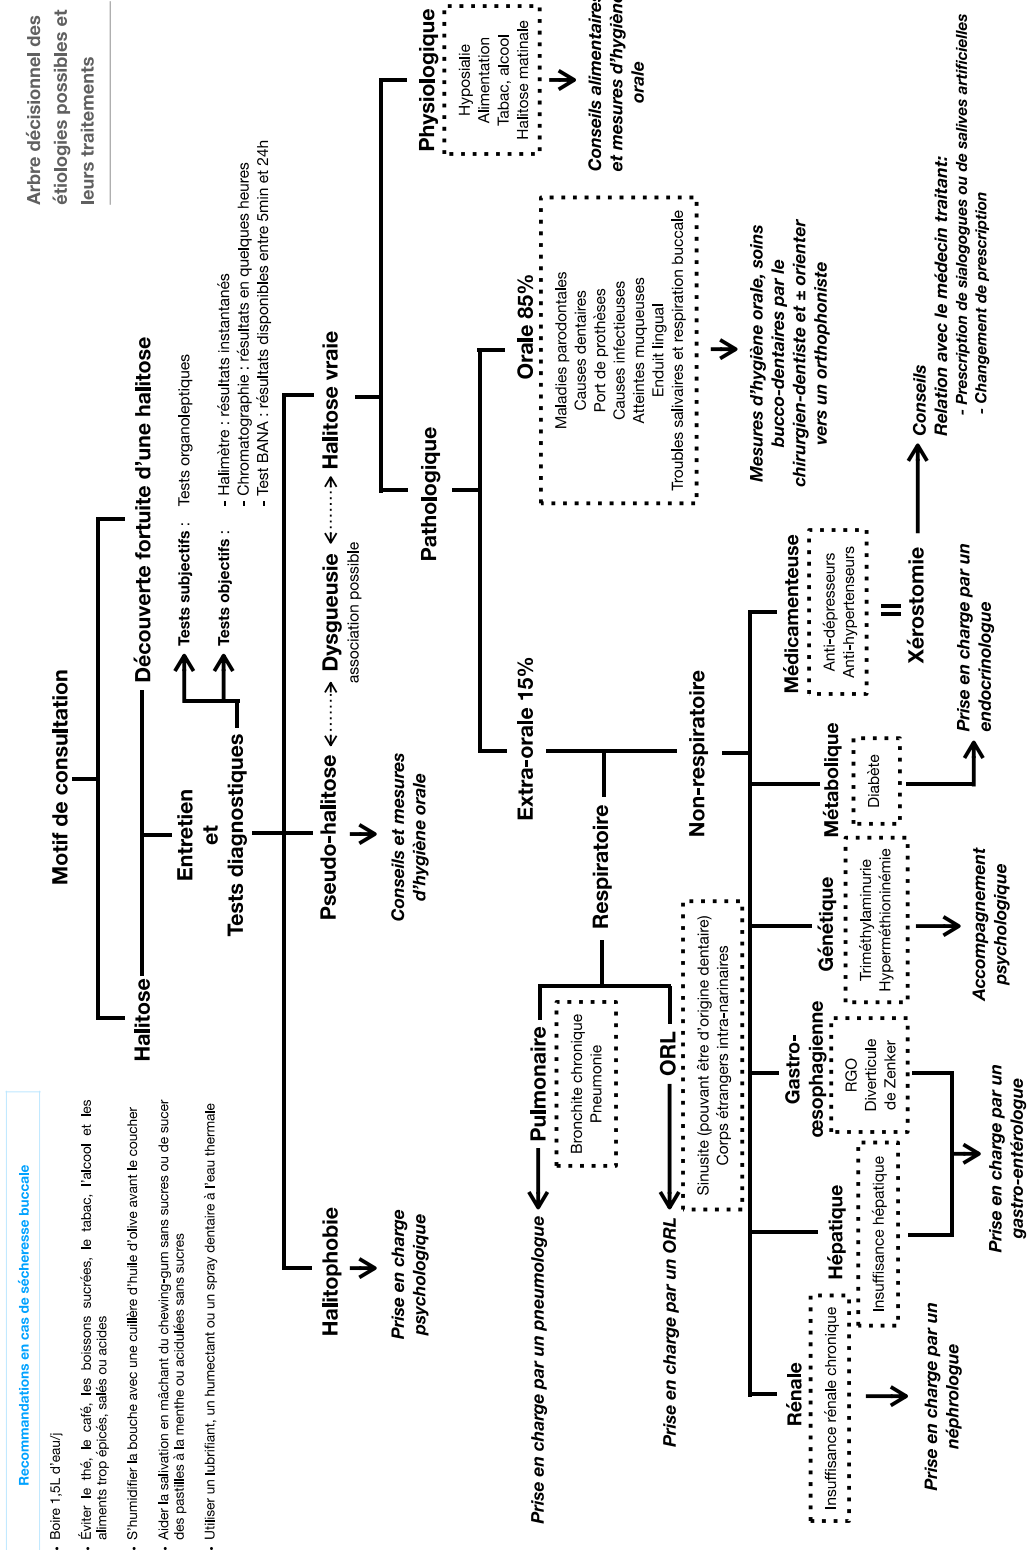 Arbre décisionnel des
étiologies possibles et
leurs traitements
Recommandations en cas de sécheresse buccale
• Boire 1,5L d'eau/j
• Éviter le thé, le café, les boissons sucrées, le tabac, l'alcool et les
aliments trop épicés, salés ou acides
• S'humidifier la bouche avec une cuillère d'huile d'olive avant le coucher
• Aider la salivation en mâchant du chewing-gum sans sucres ou de sucer
des pastilles à la menthe ou acidulées sans sucres
• Utiliser un lubrifiant, un humectant ou un spray dentaire à l'eau thermale
Motif de consultation
Halitose
Découverte fortuite d'une halitose
Entretien
et
Tests diagnostiques
Tests subjectifs : Tests organoleptiques
Tests objectifs :
- Halimètre : résultats instantanés
- Chromatographie : résultats en quelques heures
- Test BANA : résultats disponibles entre 5min et 24h
Halitophobie
Prise en charge
psychologique
Pseudo-halitose
Conseils et mesures
d'hygiène orale
Dysgueusie
association possible
Halitose vraie
Pathologique
Physiologique
Hyposialie
Alimentation
Tabac, alcool
Halitose matinale
Conseils alimentaires
et mesures d'hygiène
orale
Extra-orale 15%
Orale 85%
Maladies parodontales
Causes dentaires
Port de prothèses
Causes infectieuses
Atteintes muqueuses
Enduit lingual
Troubles salivaires et respiration buccale
Mesures d'hygiène orale, soins
bucco-dentaires par le
chirurgien-dentiste et ± orienter
vers un orthophoniste
Respiratoire
Pulmonaire
Bronchite chronique
Pneumonie
Prise en charge par un pneumologue
ORL
Sinusite (pouvant être d'origine dentaire)
Corps étrangers intra-narinaires
Prise en charge par un ORL
Non-respiratoire
Rénale
Insuffisance rénale chronique
Prise en charge par un
néphrologue
Hépatique
Insuffisance hépatique
Gastro-
œsophagienne
RGO
Diverticule
de Zenker
Prise en charge par un
gastro-entérologue
Génétique
Triméthylaminurie
Hyperméthioninémie
Accompagnement
psychologique
Métabolique
Diabète
Prise en charge par un
endocrinologue
Médicamenteuse
Anti-dépresseurs
Anti-hypertenseurs
=
Xérostomie
Conseils
Relation avec le médecin traitant:
- Prescription de sialogogues ou de salives artificielles
- Changement de prescription